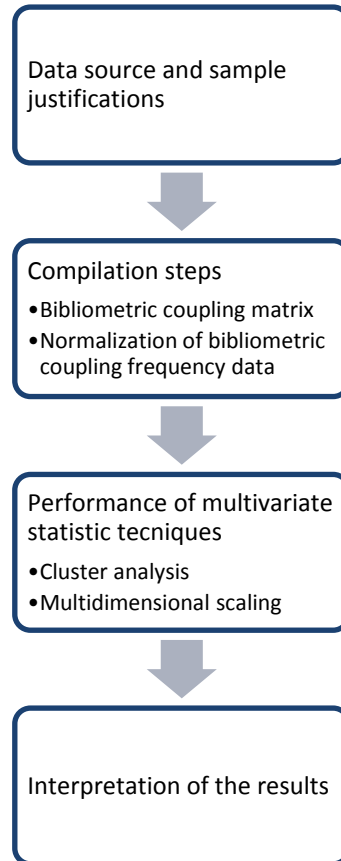 Data source and sample
justifications
Compilation steps
•Bibliometric coupling matrix
•Normalization of bibliometric
coupling frequency data
Performance of multivariate
statistic tecniques
•Cluster analysis
•Multidimensional scaling
Interpretation of the results